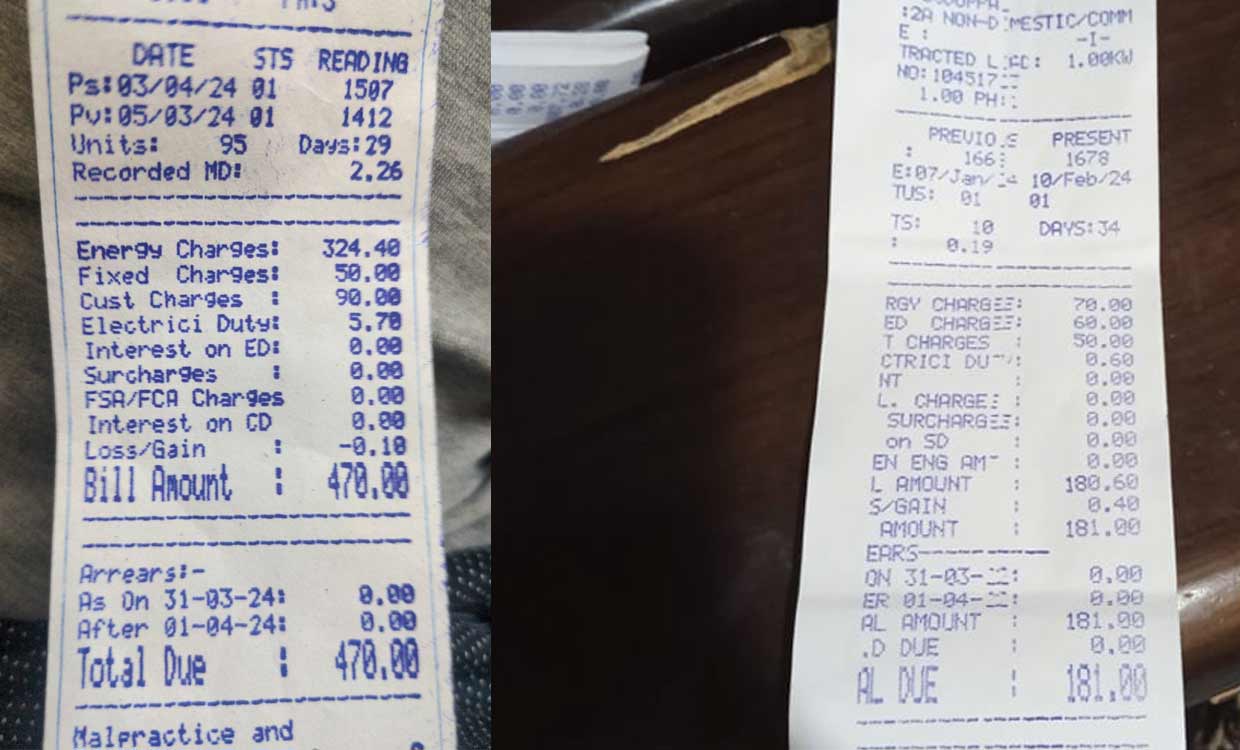 DATE STS READING
Ps:03/04/24 01 1507
Pv:05/03/24 01 1412
Units: 95 Days:29
Recorded MD: 2.26
Energy Charges: 324.40
Fixed Charges: 50.00
Cust Charges : 90.00
Electrici Duty: 5.70
Interest on ED: 0.00
Surcharges : 0.00
FSA/FCA Charges 0.00
Interest on CD 0.00
Loss/Gain : -0.10
Bill Amount : 470.00
Arrears:-
As On 31-03-24: 0.00
After 01-04-24: 0.00
Total Due : 470.00
Malpractice and
:2A NON-D MESTIC/COMM
E : -I-
TRACTED L AD: 1.00KW
NO:104517
1.00 PH:
PREVIO S PRESENT
: 166 1678
E:07/Jan/ 10/Feb/24
TUS: 01 01
TS: 10 DAYS:34
: 0.19
RGY CHARGES: 70.00
ED CHARGES: 60.00
T CHARGES : 50.00
CTRICI DU : 0.60
NT : 0.00
L. CHARGE : 0.00
SURCHARGES: 0.00
on SD : 0.00
EN ENG AM : 0.00
L AMOUNT : 180.60
S/GAIN : 0.40
AMOUNT : 181.00
EARS
ON 31-03- : 0.00
ER 01-04- : 0.00
AL AMOUNT : 181.00
.D DUE : 0.00
AL DUE : 181.00